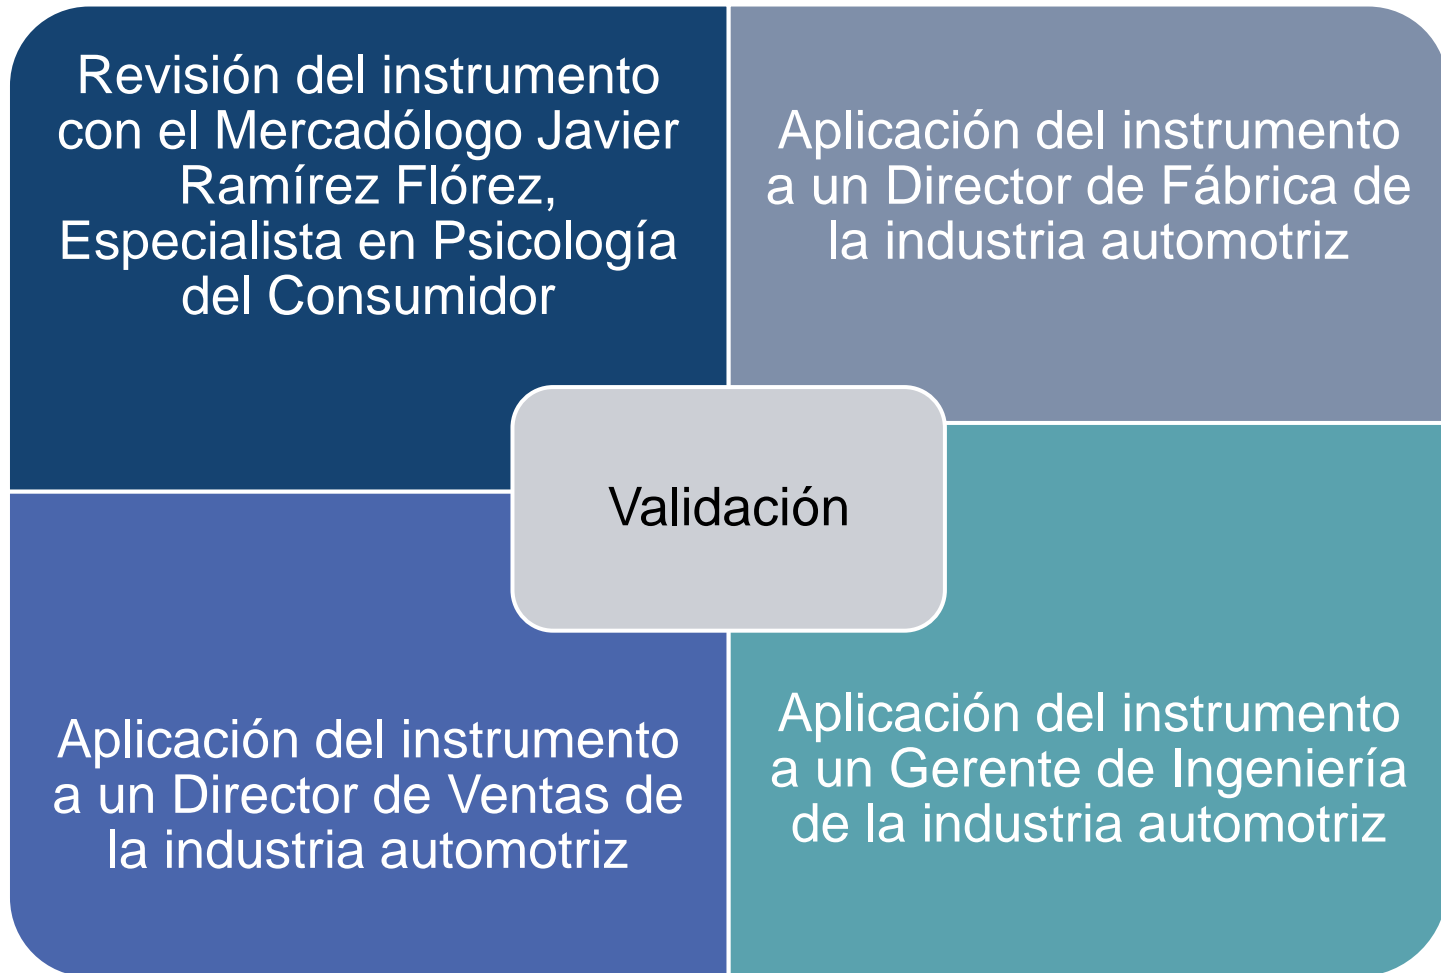 Revisión del instrumento
con el Mercadólogo Javier
Ramírez Flórez,
Especialista en Psicología
del Consumidor
Aplicación del instrumento
a un Director de Fábrica de
la industria automotriz
Validación
Aplicación del instrumento
a un Director de Ventas de
la industria automotriz
Aplicación del instrumento
a un Gerente de Ingeniería
de la industria automotriz